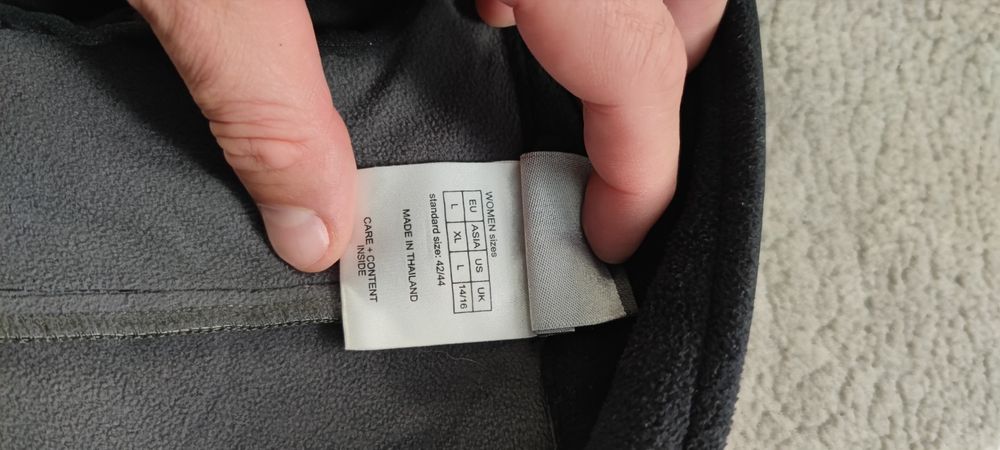 WOMEN sizes
EU ASIA US UK
L XL L 14/16
standard size: 42/44
MADE IN THAILAND
CARE + CONTENT
INSIDE